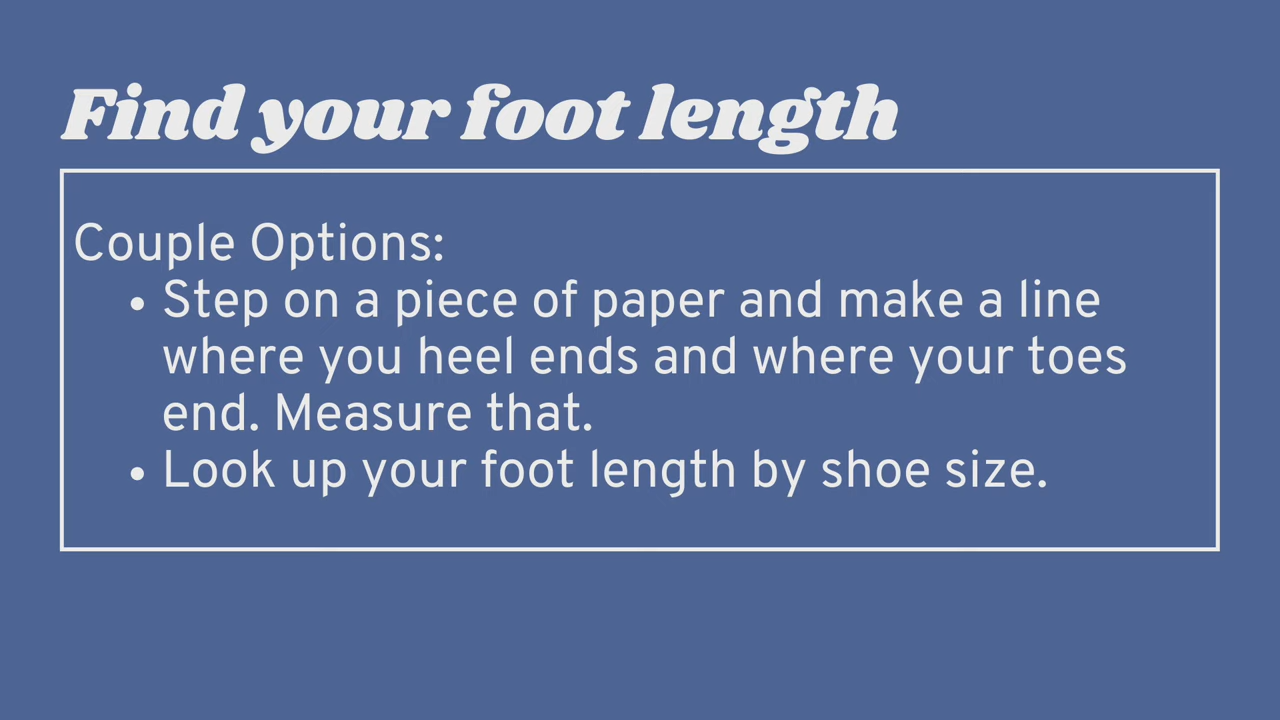 Find your foot length
Couple Options:
• Step on a piece of paper and make a line
where you heel ends and where your toes
end. Measure that.
• Look up your foot length by shoe size.